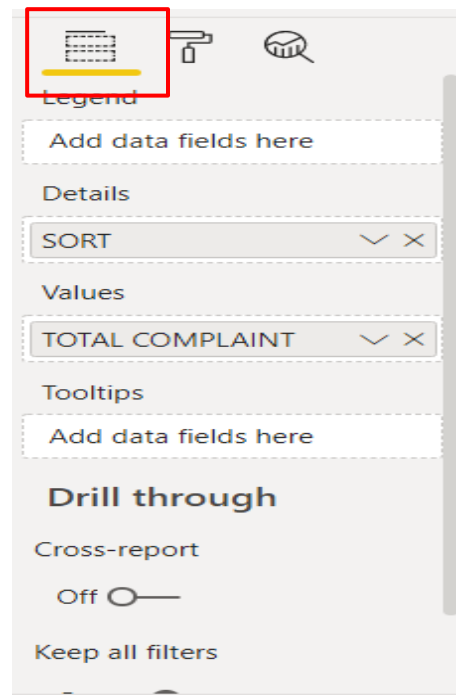 Legend
Add data fields here
Details
SORT
Values
TOTAL COMPLAINT
Tooltips
Add data fields here
Drill through
Cross-report
Off
Keep all filters